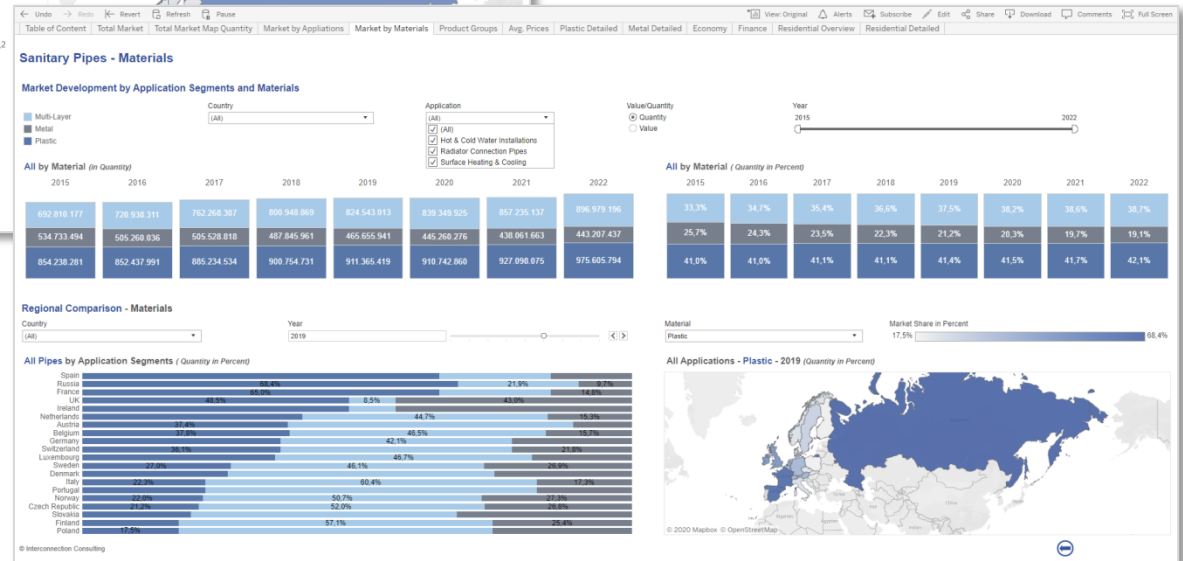 ,2
Undo Redo Revert Refresh Pause View: Original Alerts Subscribe Edit Share Download Comments Full Screen
Table of Content Total Market Total Market Map Quantity Market by Appliations Market by Materials Product Groups Avg. Prices Plastic Detailed Metal Detailed Economy Finance Residential Overview Residential Detailed
Sanitary Pipes - Materials
Market Development by Application Segments and Materials
Country Application Value/Quantity Year
Multi-Layer (All) (All) Quantity 2015 2022
Metal (All) Value
Plastic Hot & Cold Water Installations
Radiator Connection Pipes
Surface Heating & Cooling
All by Material (in Quantity) All by Material ( Quantity in Percent)
2015 2016 2017 2018 2019 2020 2021 2022 2015 2016 2017 2018 2019 2020 2021 2022
692.810.177 720.930.311 762.268.307 800.948.069 824.543.013 839.349.925 857.235.137 896.979.196 33,3% 34,7% 35,4% 36,6% 37,5% 38,2% 38,6% 38,7%
534.733.494 505.260.036 505.528.818 487.845.961 465.655.941 445.260.276 438.061.663 443.207.437 25,7% 24,3% 23,5% 22,3% 21,2% 20,3% 19,7% 19,1%
854.238.281 852.437.991 885.234.534 900.754.731 911.365.419 910.742.860 927.098.075 975.605.794 41,0% 41,0% 41,1% 41,1% 41,4% 41,5% 41,7% 42,1%
Regional Comparison - Materials
Country Year Material Market Share in Percent
(All) 2019 Plastic 17,5% 68,4%
All Pipes by Application Segments ( Quantity in Percent) All Applications - Plastic - 2019 (Quantity in Percent)
Spain
Russia 68,4% 21,9% 9,7%
France 65,0% 14,8%
UK 48,5% 8,5% 43,0%
Ireland
Netherlands 44,7% 15,3%
Austria 37,4%
Belgium 37,8% 46,5% 15,7%
Germany 42,1%
Switzerland 36,1% 21,8%
Luxembourg 46,7%
Sweden 27,0% 46,1% 26,9%
Denmark
Italy 22,3% 60,4% 17,3%
Portugal
Norway 22,0% 50,7% 27,3%
Czech Republic 21,2% 52,0% 26,8%
Slovakia
Finland 57,1% 25,4%
Poland 17,5%
© 2020 Mapbox © OpenStreetMap
© Interconnection Consulting